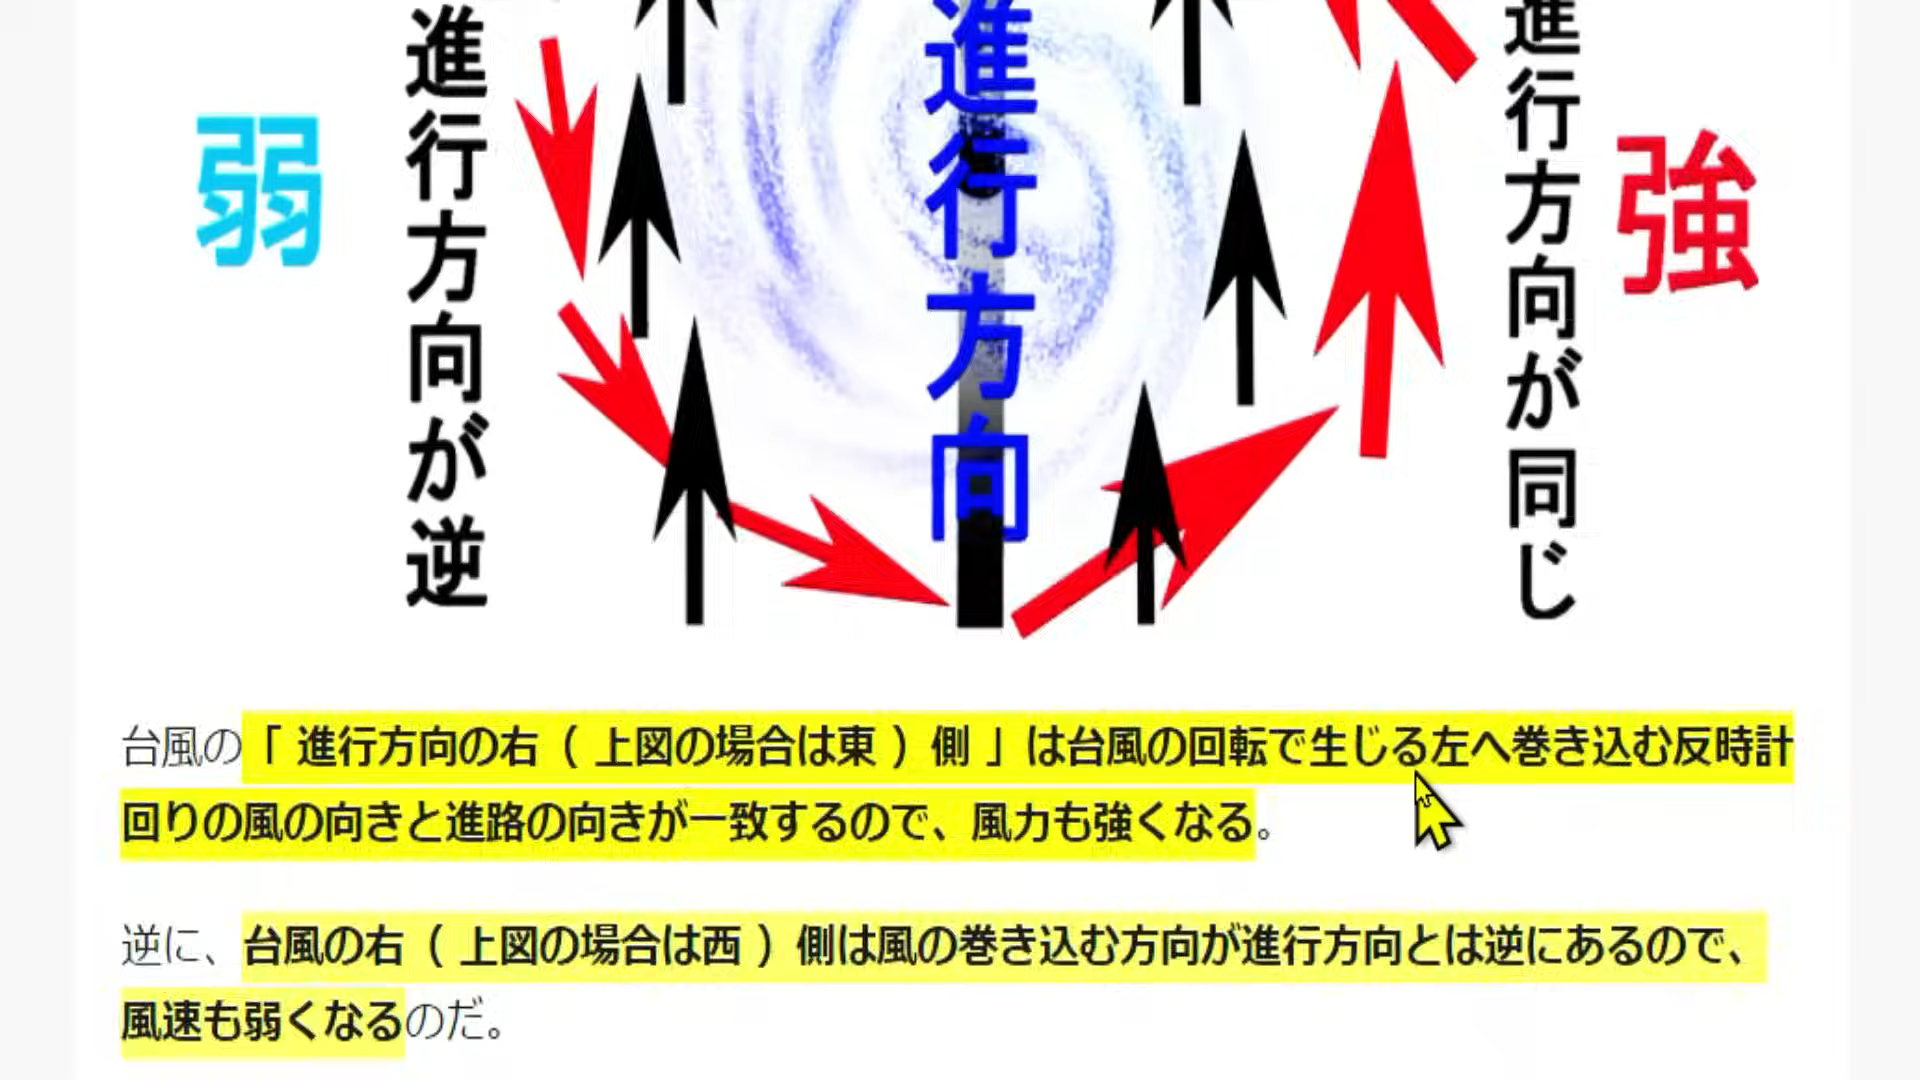 弱
進行方向が逆
進行方向
進行方向が同じ
強
台風の「 進行方向の右（ 上図の場合は東 ）側 」は台風の回転で生じる左へ巻き込む反時計
回りの風の向きと進路の向きが一致するので、風力も強くなる。
逆に、台風の右（ 上図の場合は西 ）側は風の巻き込む方向が進行方向とは逆にあるので、
風速も弱くなるのだ。